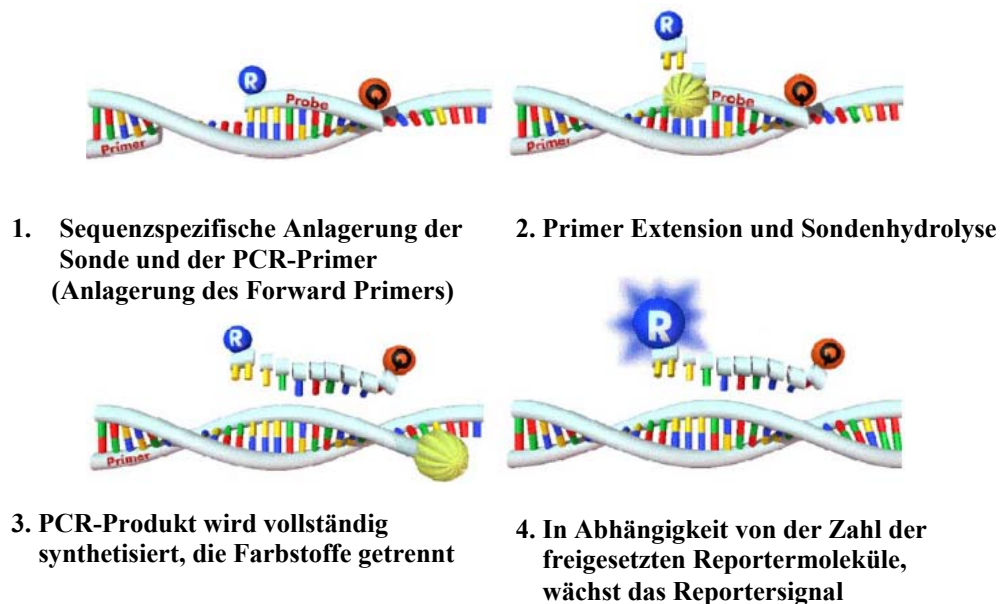 R
Probe
Q
Primer
R
Probe
Q
Primer
1. Sequenzspezifische Anlagerung der
Sonde und der PCR-Primer
(Anlagerung des Forward Primers)
2. Primer Extension und Sondenhydrolyse
R
Q
Primer
R
Q
3. PCR-Produkt wird vollständig
synthetisiert, die Farbstoffe getrennt
4. In Abhängigkeit von der Zahl der
freigesetzten Reportermoleküle,
wächst das Reportersignal